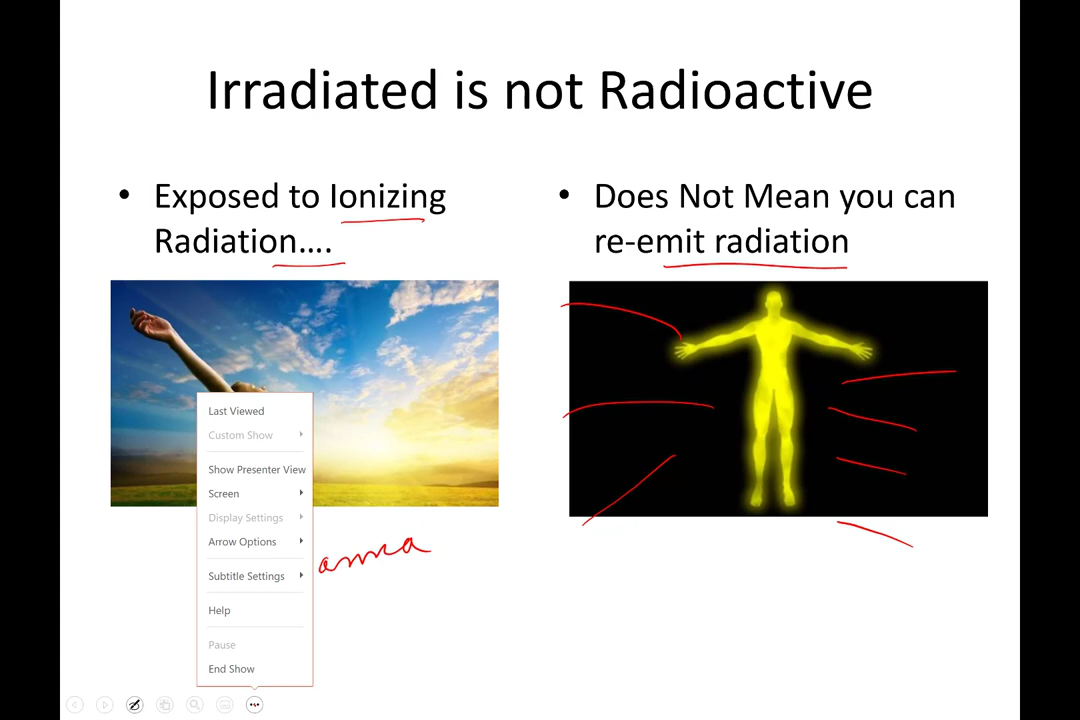 Irradiated is not Radioactive
• Exposed to Ionizing
Radiation....
• Does Not Mean you can
re-emit radiation
Last Viewed
Custom Show
Show Presenter View
Screen
Display Settings
Arrow Options
Subtitle Settings
Help
Pause
End Show